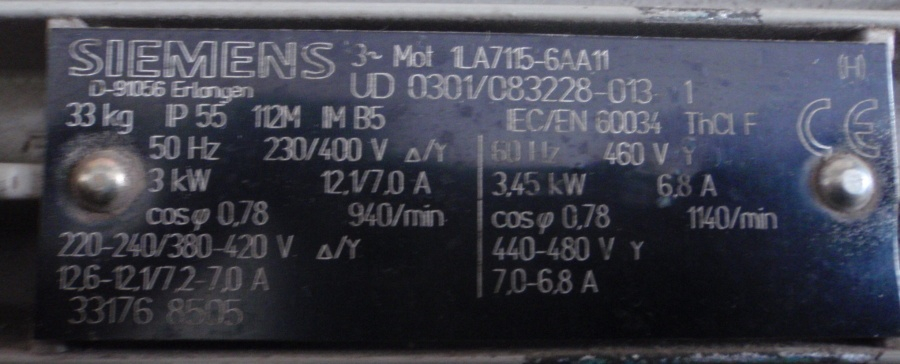 SIEMENS 3~ Mot 1LA7115-6AA11 (H)
D-91056 Erlangen UD 0301/083228-013- 1
33 kg IP 55 112M IM B5 IEC/EN 60034 ThCl F CE
50 Hz 230/400 V △/Y 60 Hz 460 V Y
3 kW 12,1/7,0 A 3,45 kW 6,8 A
cosφ 0,78 940/min cosφ 0,78 1140/min
220-240/380-420 V △/Y 440-480 V Y
12,6-12,1/7,2-7,0 A 7,0-6,8 A
33176 8505